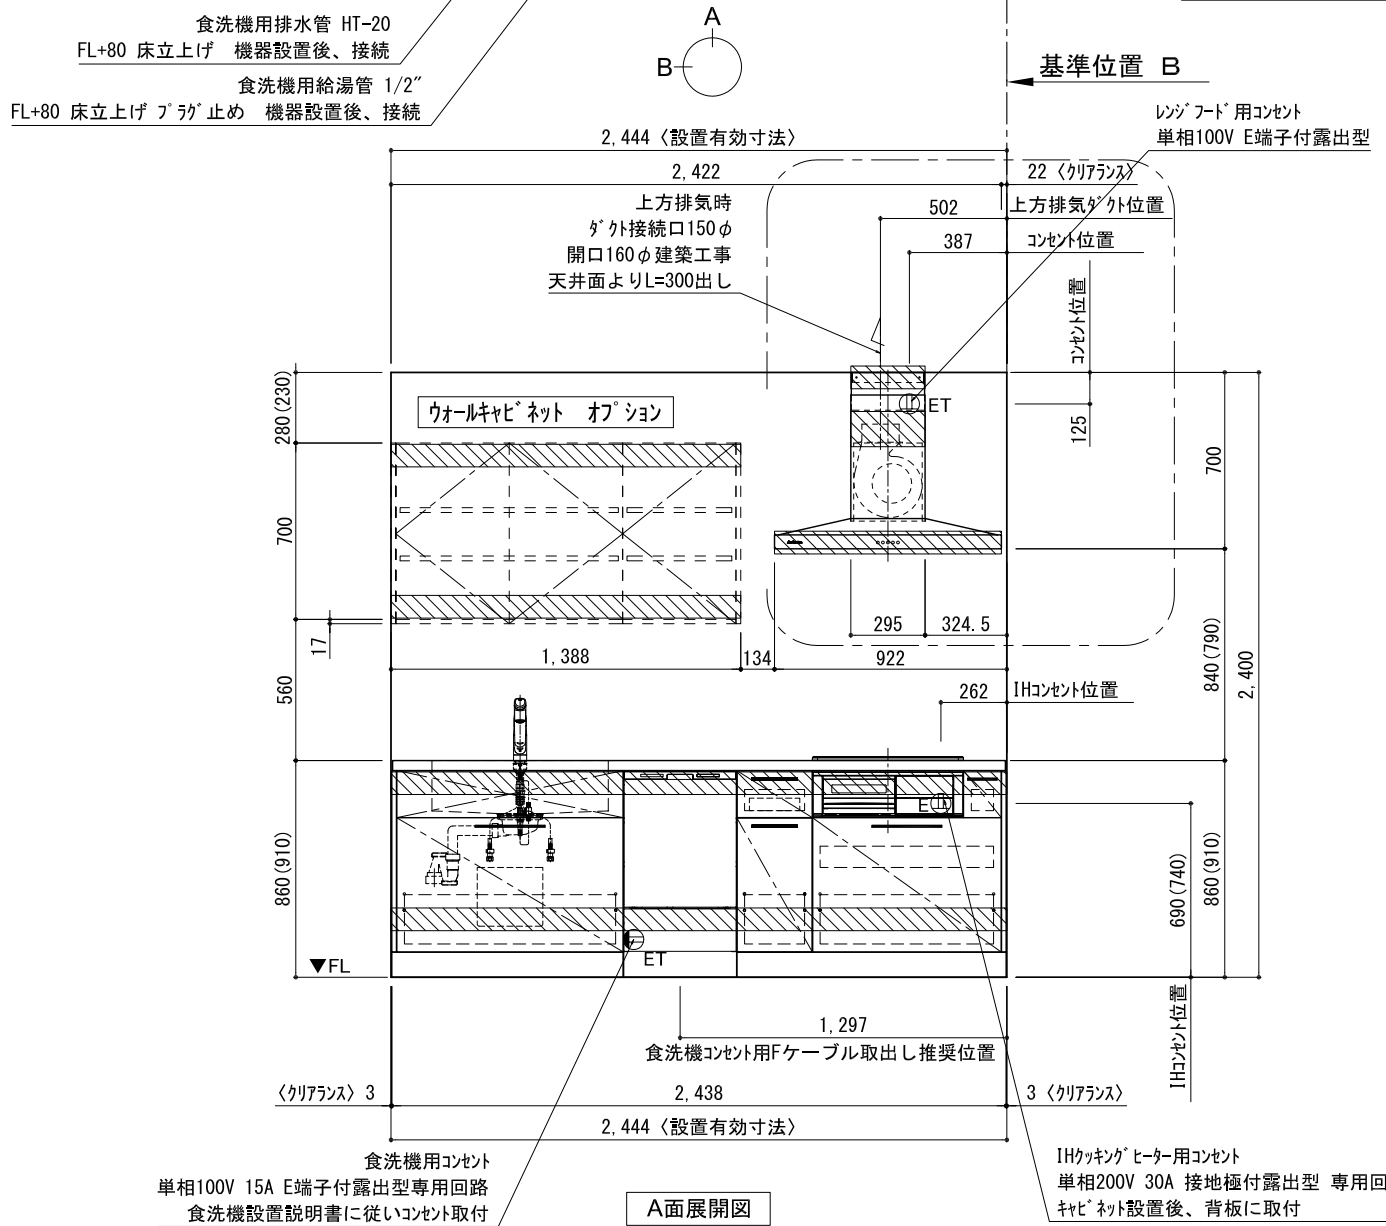 食洗機用排水管 HT-20
FL+80 床立上げ 機器設置後、接続
食洗機用給湯管 1/2″
FL+80 床立上げ プラグ止め 機器設置後、接続
A
B
基準位置 B
レンジフード用コンセント
単相100V E端子付露出型
2,444〈設置有効寸法〉
2,422
22〈クリアランス〉
上方排気時
ダクト接続口150φ
開口160φ建築工事
天井面よりL=300出し
502
上方排気ダクト位置
387
コンセント位置
コンセント位置
125
280(230)
ウォールキャビネット オプション
ET
700
700
17
295
324.5
1,388
134
922
840(790)
2,400
560
262
IHコンセント位置
E
860(910)
690(740)
860(910)
▼FL
ET
1,297
食洗機コンセント用Fケーブル取出し推奨位置
IHコンセント位置
〈クリアランス〉3
2,438
3〈クリアランス〉
2,444〈設置有効寸法〉
食洗機用コンセント
単相100V 15A E端子付露出型専用回路
食洗機設置説明書に従いコンセント取付
A面展開図
IHクッキングヒーター用コンセント
単相200V 30A 接地極付露出型 専用回
キャビネット設置後、背板に取付